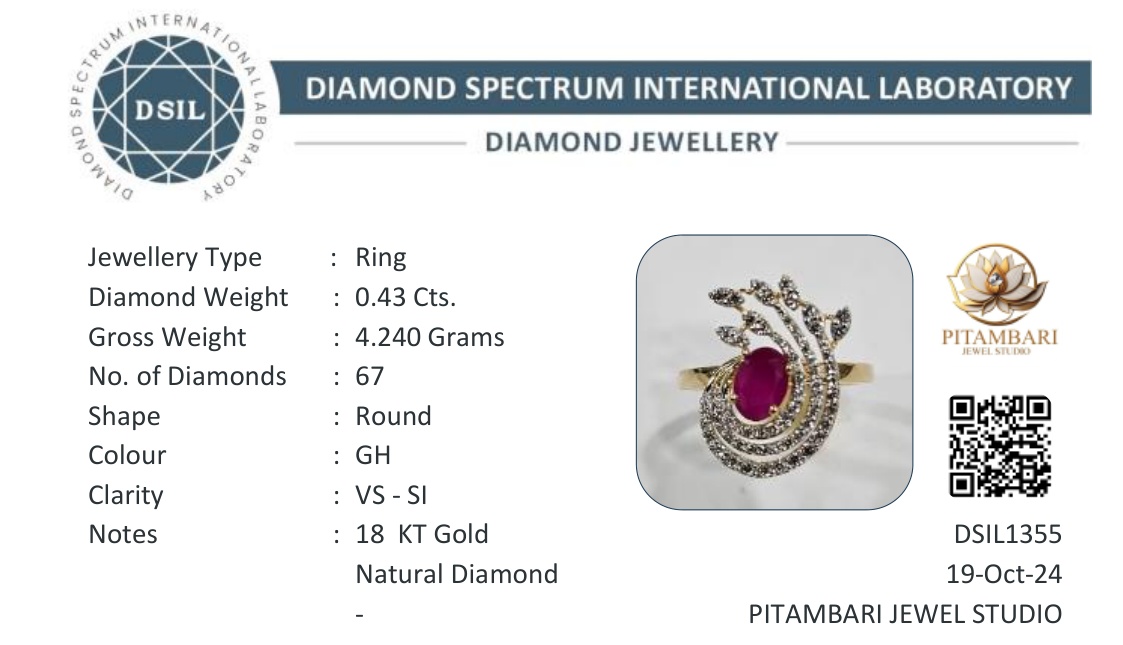 DIAMOND SPECTRUM INTERNATIONAL LABORATORY
DSIL
DIAMOND SPECTRUM INTERNATIONAL LABORATORY
DIAMOND JEWELLERY
Jewellery Type : Ring
Diamond Weight : 0.43 Cts.
Gross Weight : 4.240 Grams
No. of Diamonds : 67
Shape : Round
Colour : GH
Clarity : VS - SI
Notes : 18 KT Gold
Natural Diamond
-
PITAMBARI
JEWEL STUDIO
DSIL1355
19-Oct-24
PITAMBARI JEWEL STUDIO